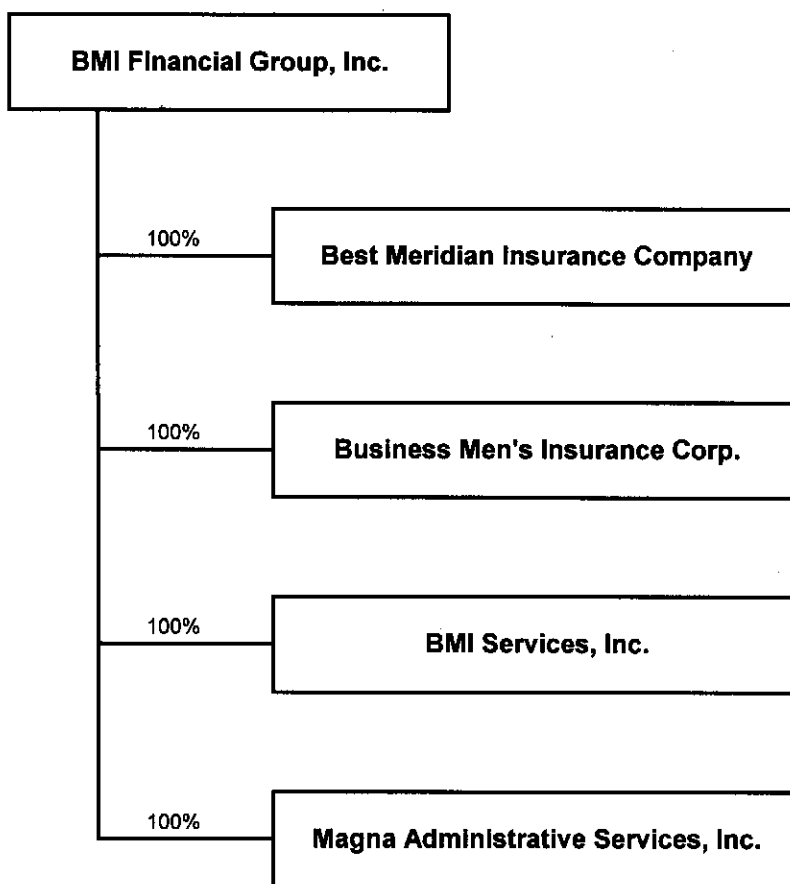 BMI Financial Group, Inc.
100%
Best Meridian Insurance Company
100%
Business Men's Insurance Corp.
100%
BMI Services, Inc.
100%
Magna Administrative Services, Inc.